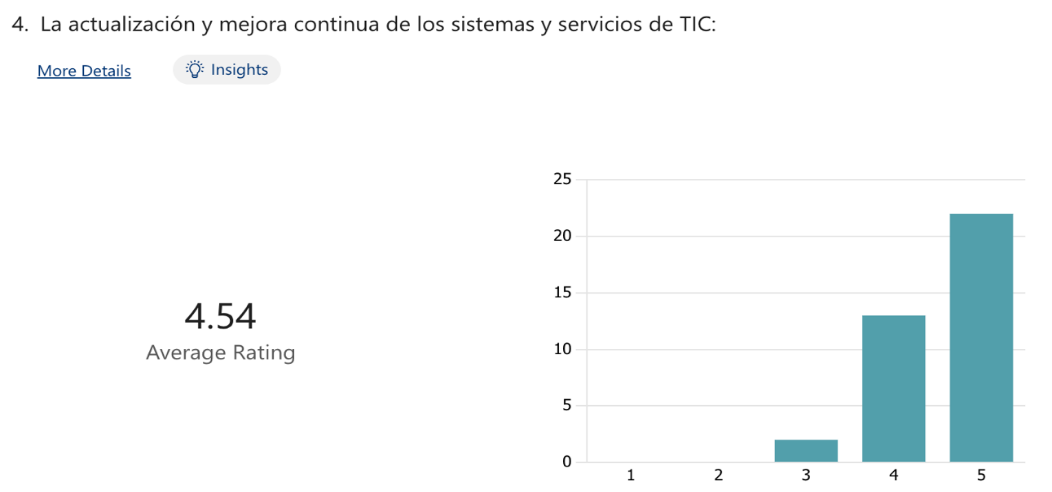 4. La actualización y mejora continua de los sistemas y servicios de TIC:
More Details
Insights
4.54
Average Rating
25
20
15
10
5
0
1 2 3 4 5